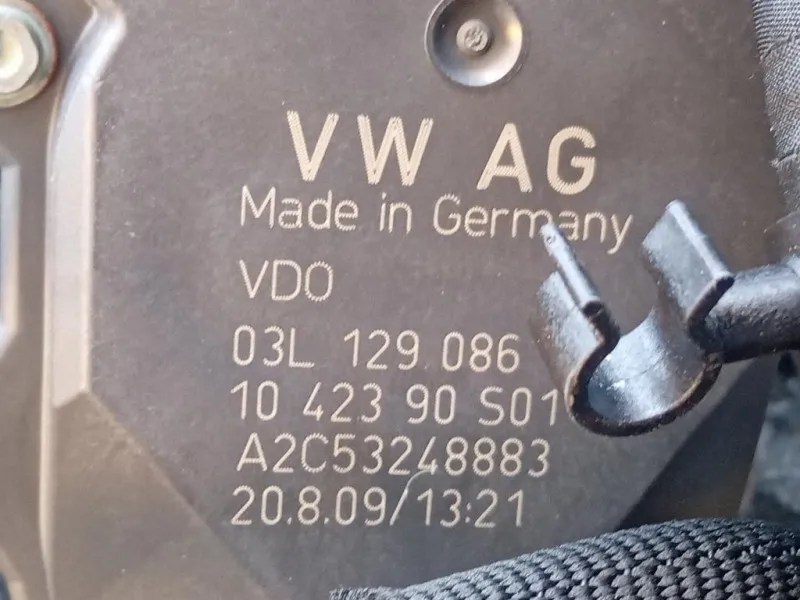 VW AG
Made in Germany
VDO
03L 129 086
10 423 90 S01
A2C53248883
20.8.09/13:21